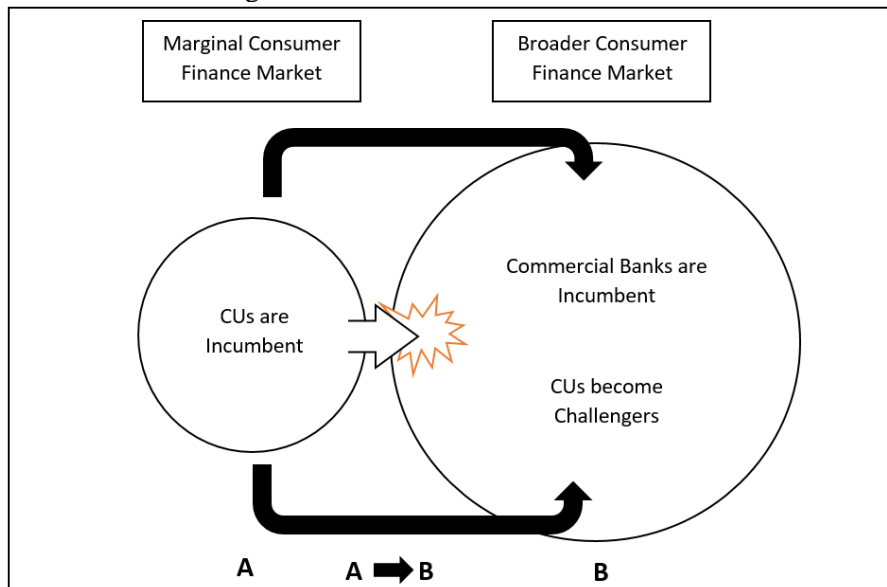 Marginal Consumer
Finance Market
Broader Consumer
Finance Market
CUs are
Incumbent
Commercial Banks are
Incumbent
CUs become
Challengers
A
A B
B